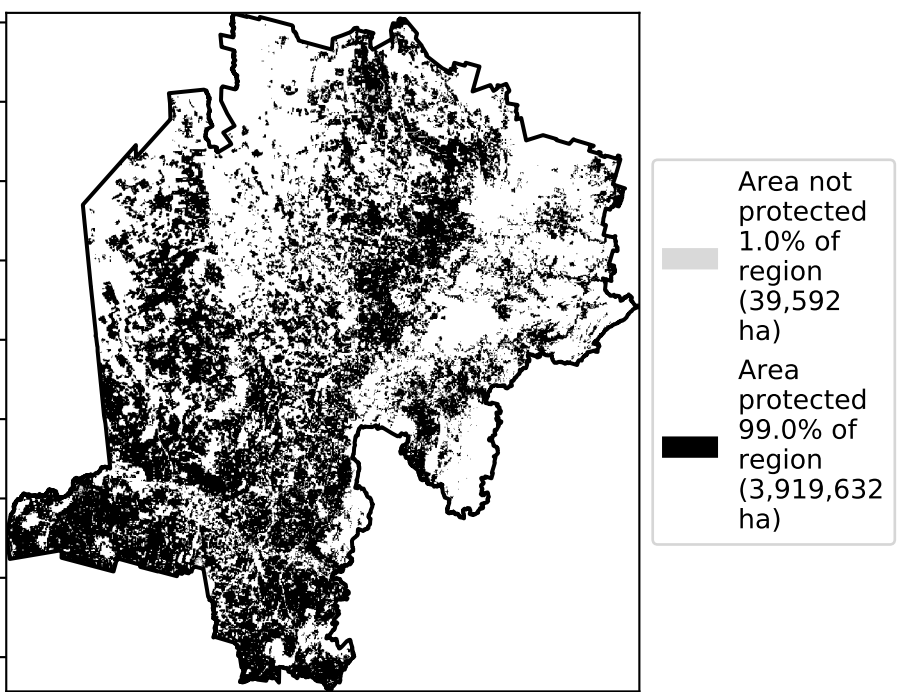 Area not
protected
1.0% of
region
(39,592
ha)
Area
protected
99.0% of
region
(3,919,632
ha)